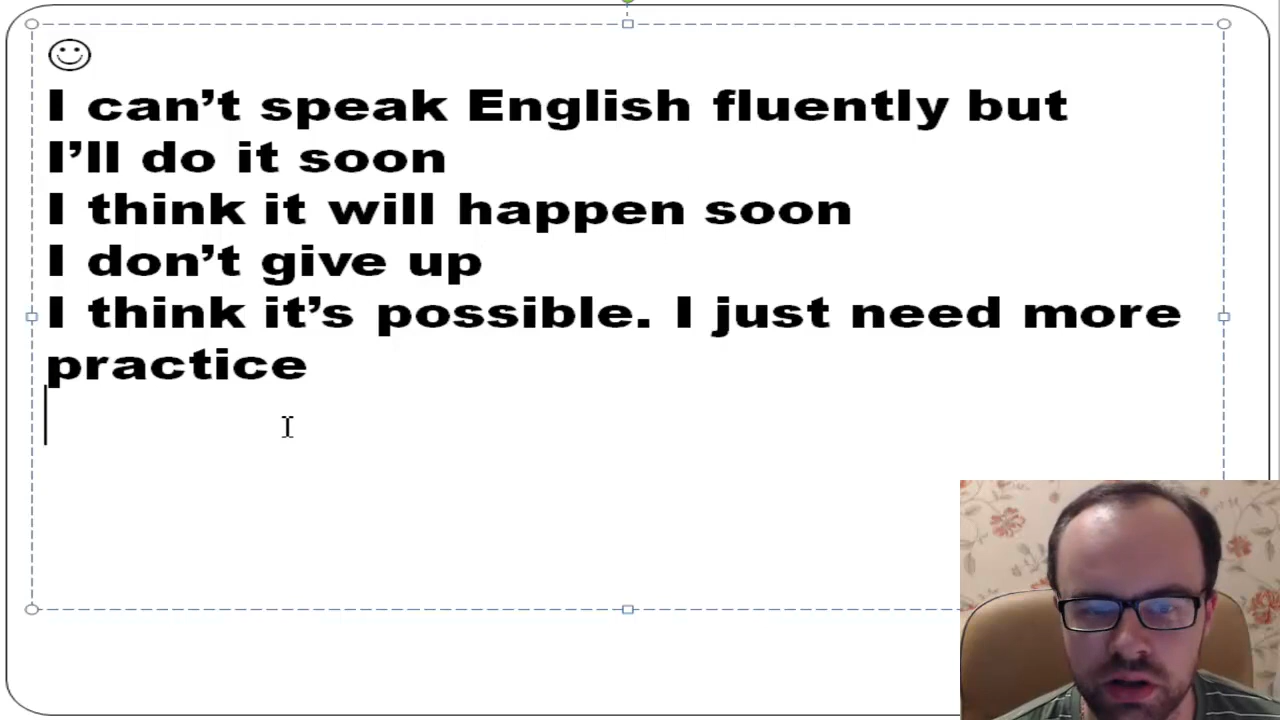 I can’t speak English fluently but
I’ll do it soon
I think it will happen soon
I don’t give up
I think it’s possible. I just need more
practice